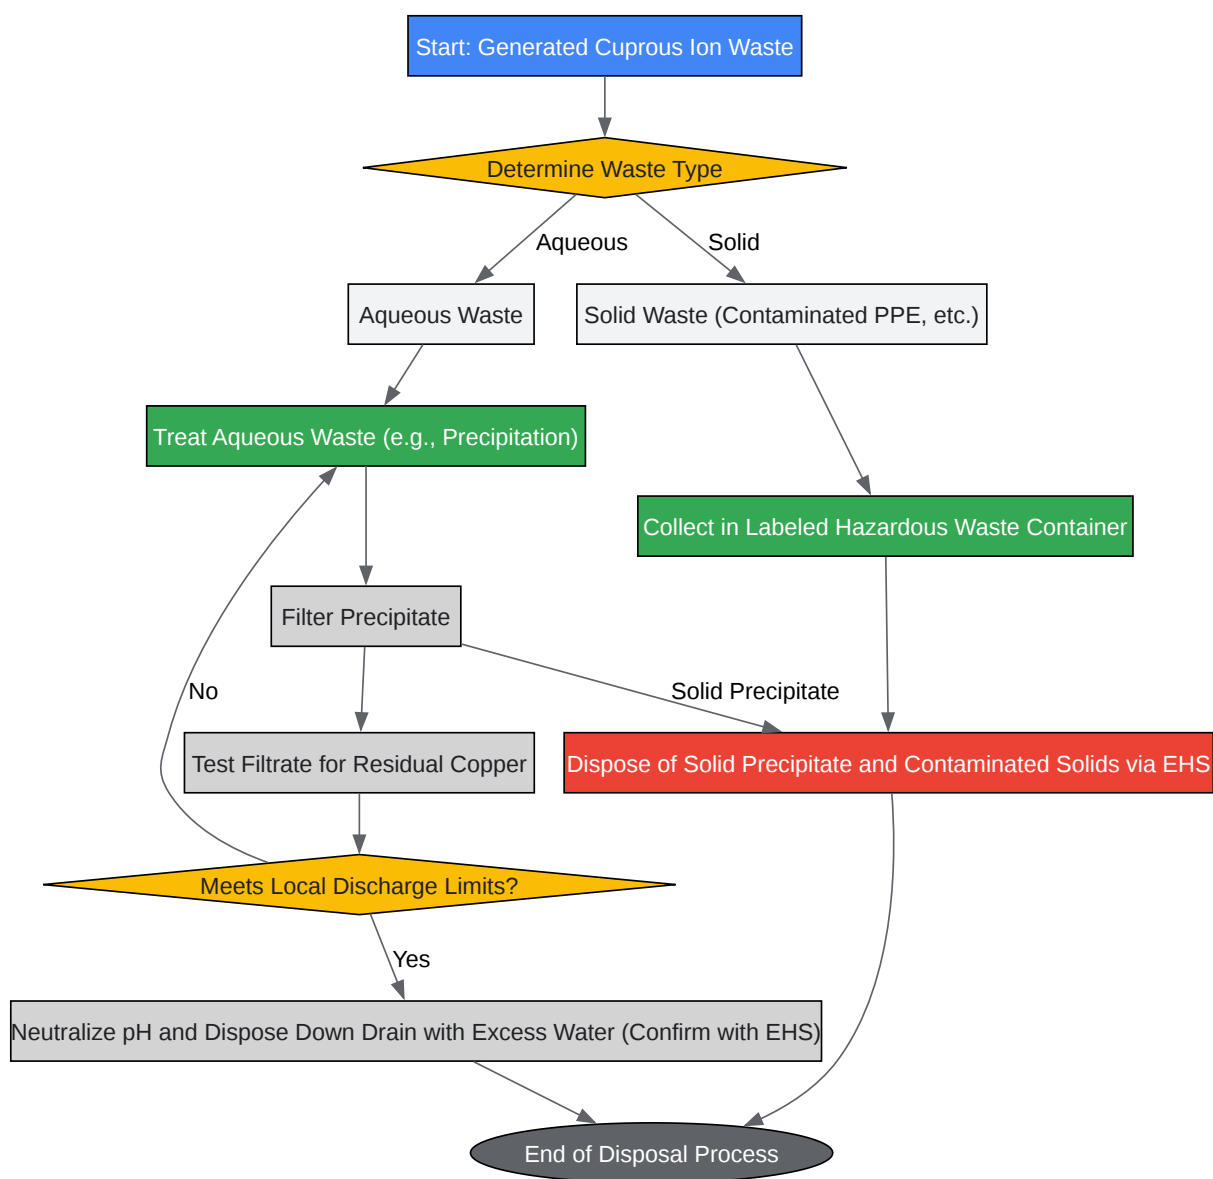 Start: Generated Cuprous Ion Waste
Determine Waste Type
Aqueous
Solid
Aqueous Waste
Solid Waste (Contaminated PPE, etc.)
Treat Aqueous Waste (e.g., Precipitation)
Collect in Labeled Hazardous Waste Container
Filter Precipitate
No
Solid Precipitate
Test Filtrate for Residual Copper
Dispose of Solid Precipitate and Contaminated Solids via EHS
Meets Local Discharge Limits?
Yes
Neutralize pH and Dispose Down Drain with Excess Water (Confirm with EHS)
End of Disposal Process